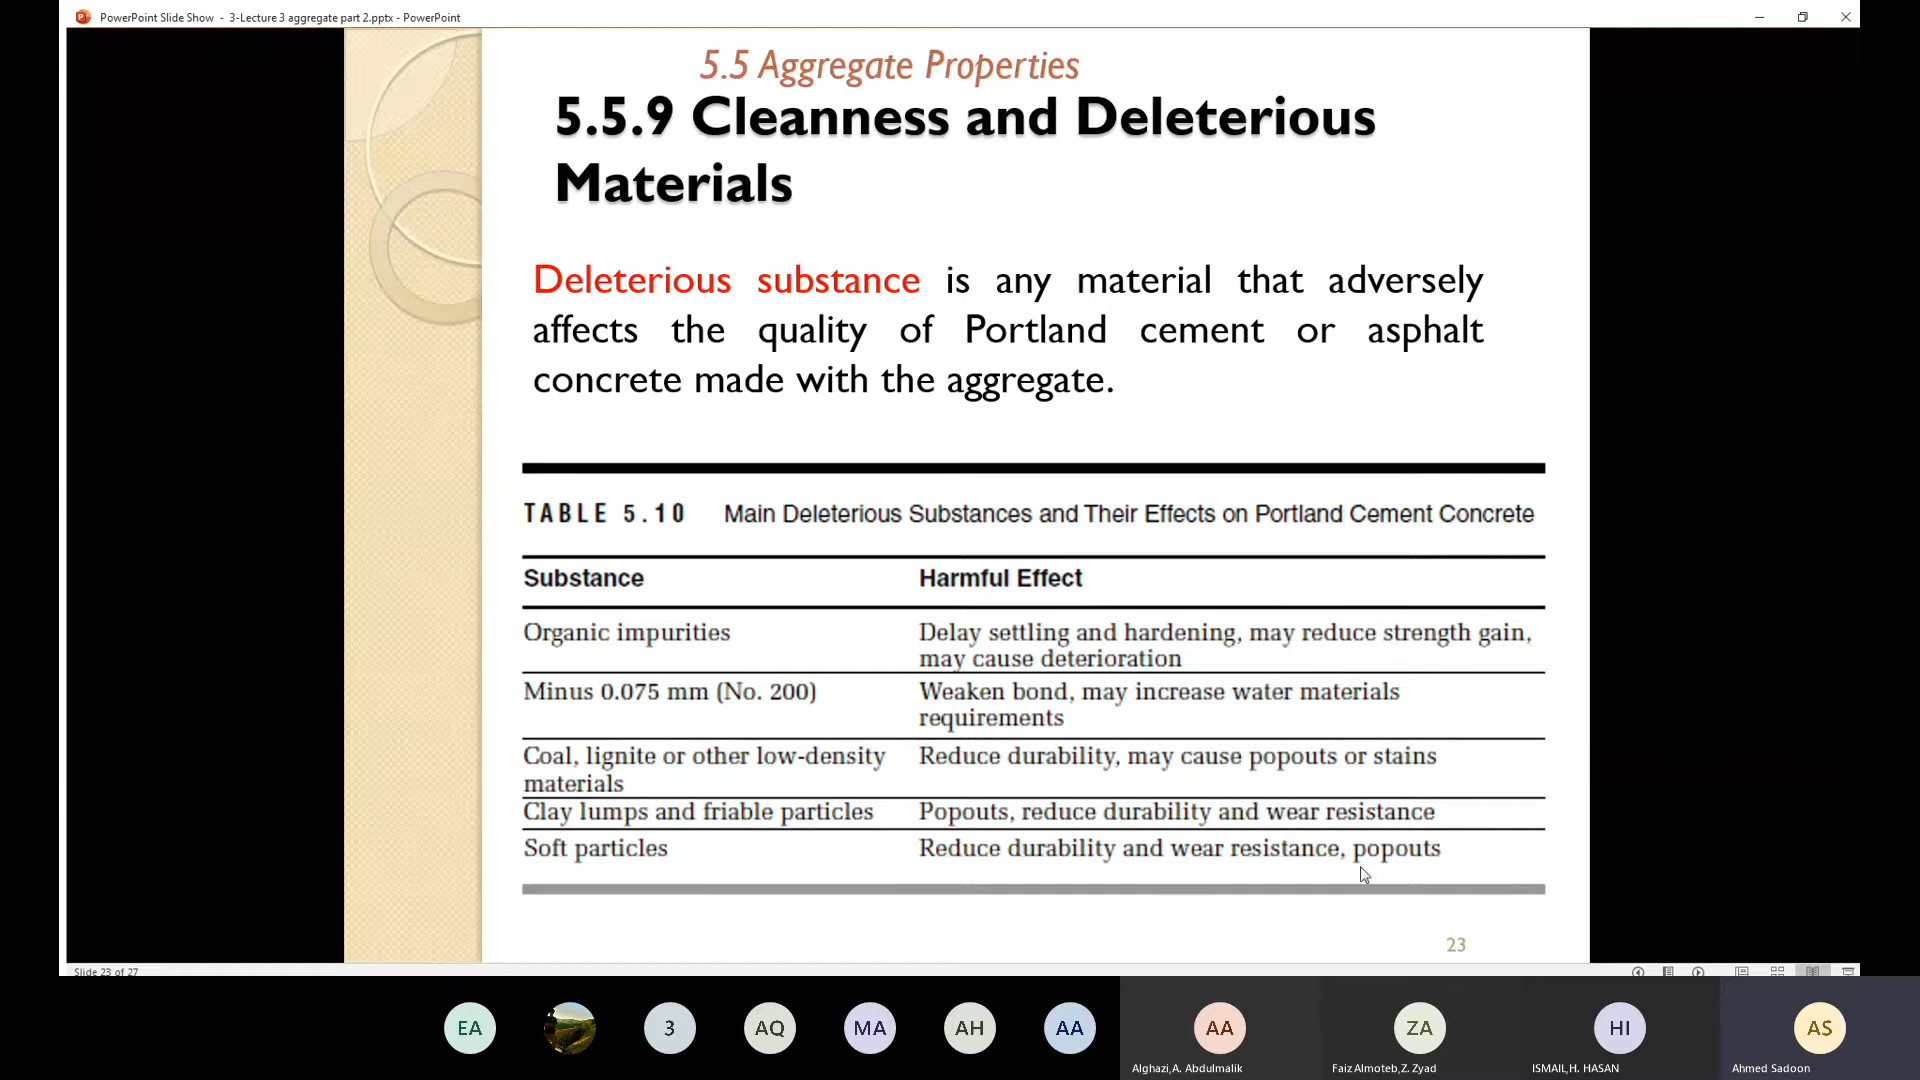 PowerPoint Slide Show - 3-Lecture 3 aggregate part 2.pptx - PowerPoint
5.5 Aggregate Properties
5.5.9 Cleanness and Deleterious
Materials
Deleterious substance is any material that adversely
affects the quality of Portland cement or asphalt
concrete made with the aggregate.
TABLE 5.10 Main Deleterious Substances and Their Effects on Portland Cement Concrete
Substance Harmful Effect
Organic impurities Delay settling and hardening, may reduce strength gain,
may cause deterioration
Minus 0.075 mm (No. 200) Weaken bond, may increase water materials
requirements
Coal, lignite or other low-density Reduce durability, may cause popouts or stains
materials
Clay lumps and friable particles Popouts, reduce durability and wear resistance
Soft particles Reduce durability and wear resistance, popouts
23
Slide 23 of 27
EA 3 AQ MA AH AA AA ZA HI AS
Alghazi,A. Abdulmalik Faiz Almoteb,Z. Zyad ISMAIL,H. HASAN Ahmed Sadoon